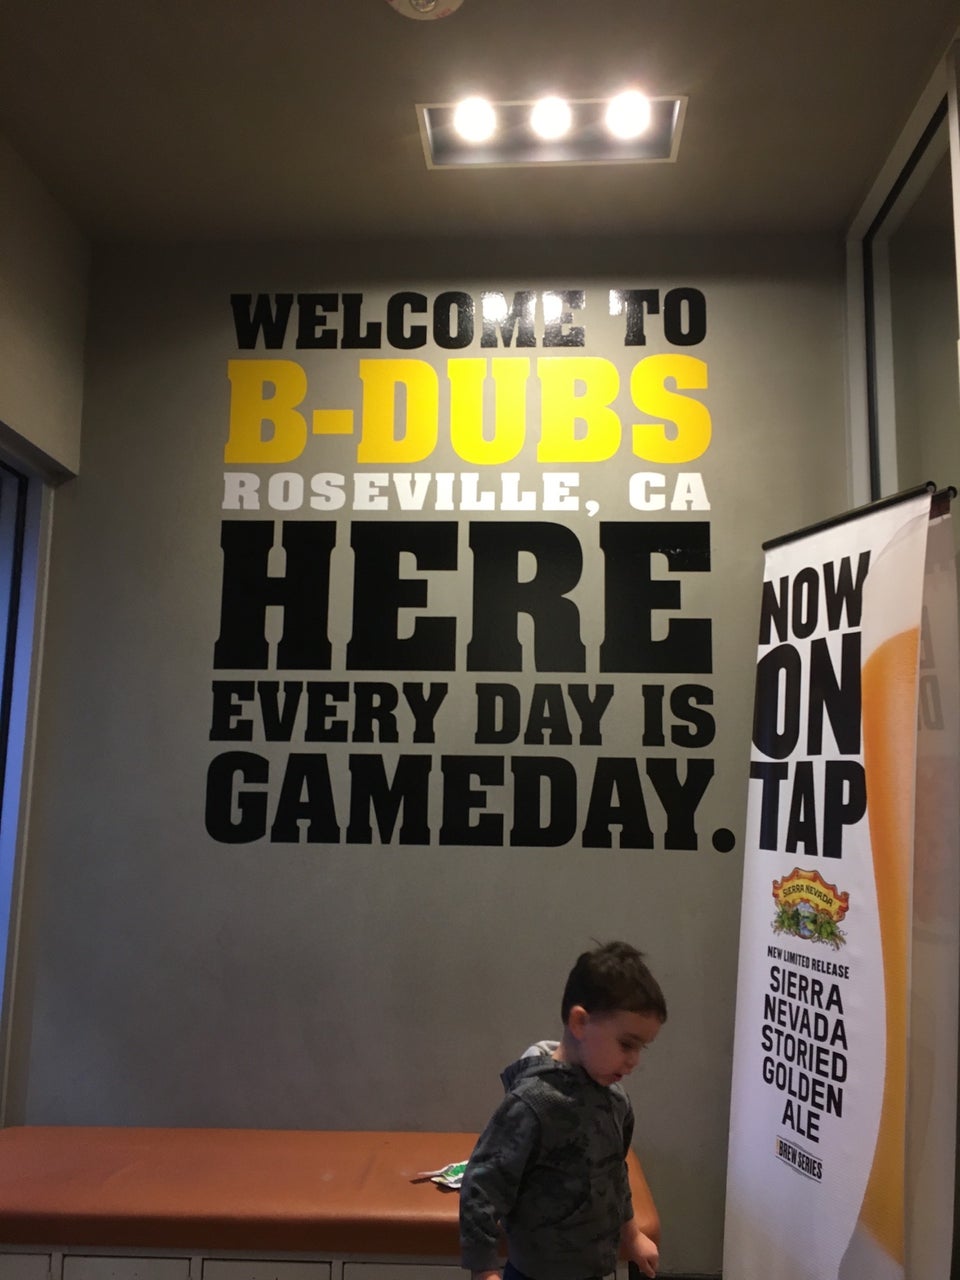 WELCOME TO
B-DUBS
ROSEVILLE, CA
HERE
EVERY DAY IS
GAMEDAY.
NOW
ON
TAP
SIERRA NEVADA
NEW LIMITED RELEASE
SIERRA
NEVADA
STORIED
GOLDEN
ALE
BREW SERIES